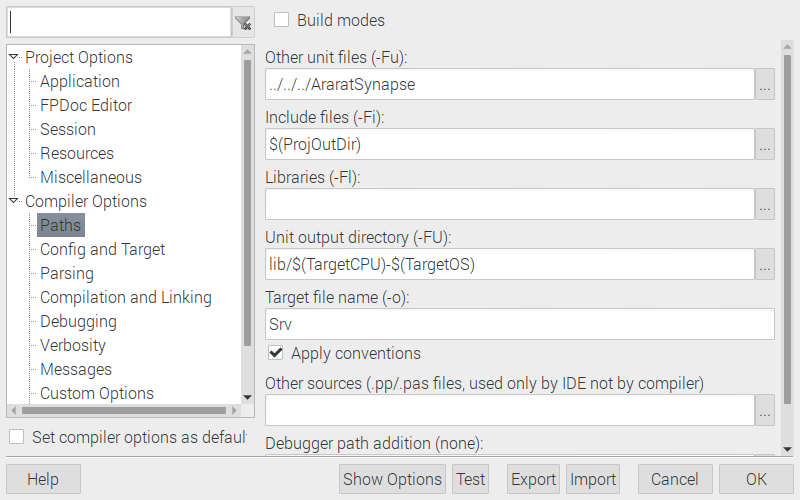 Build modes
Project Options
Application
FPDoc Editor
Session
Resources
Miscellaneous
Compiler Options
Paths
Config and Target
Parsing
Compilation and Linking
Debugging
Verbosity
Messages
Custom Options
Set compiler options as defaul
Other unit files (-Fu):
../../../AraratSynapse
...
Include files (-Fi):
$(ProjOutDir)
...
Libraries (-Fl):
...
Unit output directory (-FU):
lib/$(TargetCPU)-$(TargetOS)
...
Target file name (-o):
Srv
Apply conventions
Other sources (.pp/.pas files, used only by IDE not by compiler)
...
Debugger path addition (none):
Help
Show Options
Test
Export
Import
Cancel
OK